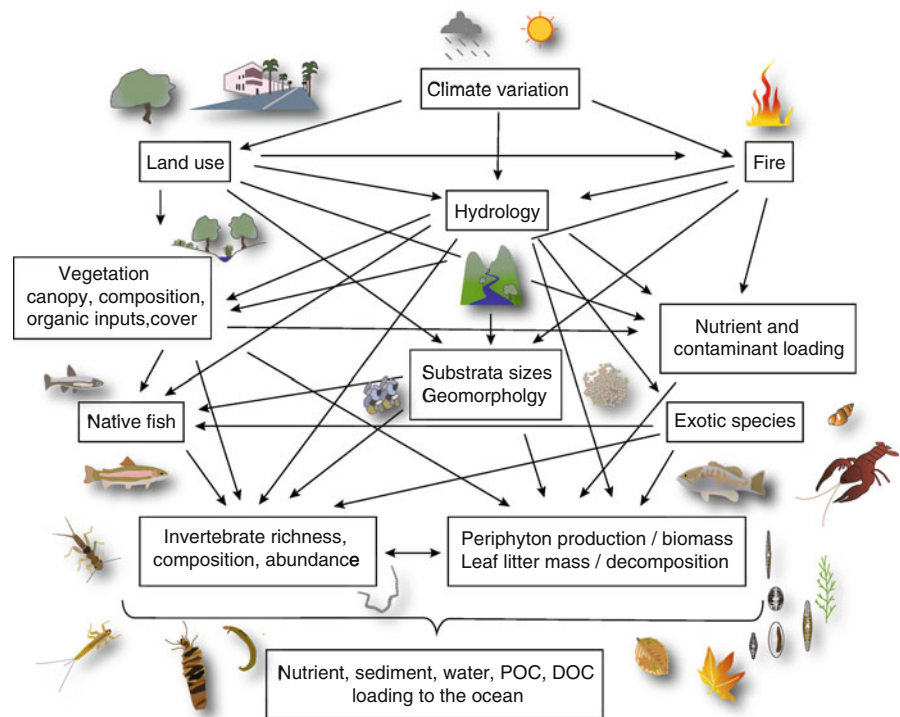 Climate variation
Land use
Fire
Hydrology
Vegetation
canopy, composition,
organic inputs,cover
Nutrient and
contaminant loading
Substrata sizes
Geomorpholgy
Native fish
Exotic species
Invertebrate richness,
composition, abundance
Periphyton production / biomass
Leaf litter mass / decomposition
Nutrient, sediment, water, POC, DOC
loading to the ocean